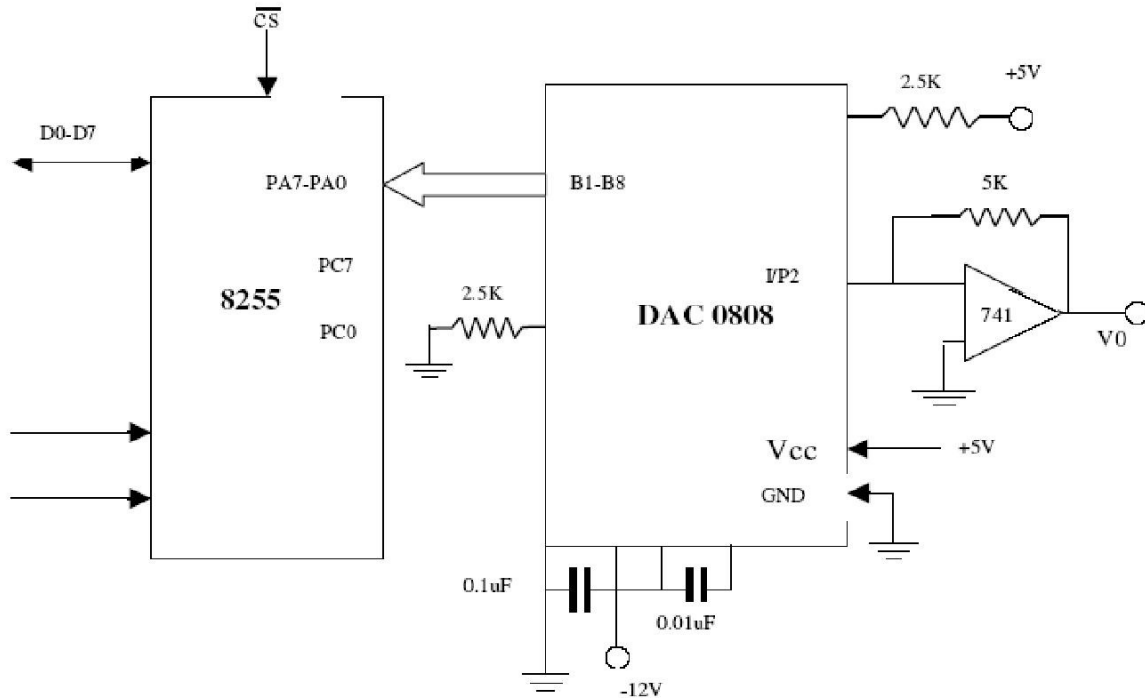 CS
2.5K
+5V
D0-D7
PA7-PA0
B1-B8
5K
PC7
8255
PC0
2.5K
I/P2
DAC 0808
741
V0
Vcc
+5V
GND
0.1uF
0.01uF
-12V